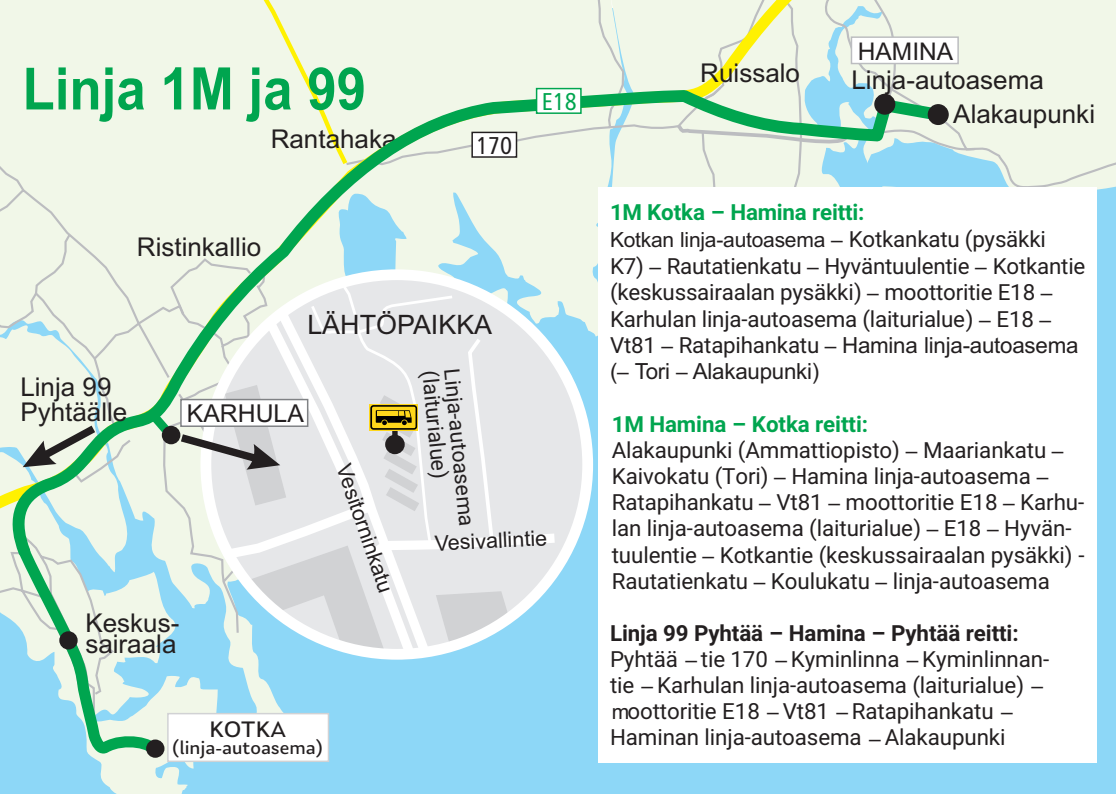 Linja 1M ja 99
HAMINA
Linja-autoasema
Alakaupunki
Ruissalo
E18
170
Rantahaka
Ristinkallio
LÄHTÖPAIKKA
Linja-autoasema
(laiturialue)
Vesitorninkatu
Vesivallintie
Linja 99
Pyhtäälle
KARHULA
Keskus-
sairaala
KOTKA
(linja-autoasema)
1M Kotka – Hamina reitti:
Kotkan linja-autoasema – Kotkankatu (pysäkki
K7) – Rautatienkatu – Hyväntuulentie – Kotkantie
(keskussairaalan pysäkki) – moottoritie E18 –
Karhulan linja-autoasema (laiturialue) – E18 –
Vt81 – Ratapihankatu – Hamina linja-autoasema
(– Tori – Alakaupunki)
1M Hamina – Kotka reitti:
Alakaupunki (Ammattiopisto) – Maariankatu –
Kaivokatu (Tori) – Hamina linja-autoasema –
Ratapihankatu – Vt81 – moottoritie E18 – Karhu-
lan linja-autoasema (laiturialue) – E18 – Hyvän-
tuulentie – Kotkantie (keskussairaalan pysäkki) -
Rautatienkatu – Koulukatu – linja-autoasema
Linja 99 Pyhtää – Hamina – Pyhtää reitti:
Pyhtää – tie 170 – Kyminlinna – Kyminlinnan-
tie – Karhulan linja-autoasema (laiturialue) –
moottoritie E18 – Vt81 – Ratapihankatu –
Haminan linja-autoasema – Alakaupunki